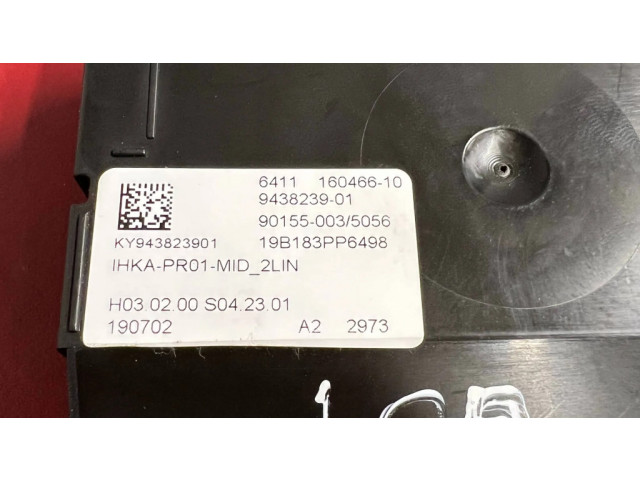 6411 160466-10
9438239-01
90155-003/5056
KY943823901 19B183PP6498
IHKA-PR01-MID_2LIN
H03.02.00 S04.23.01
190702 A2 2973